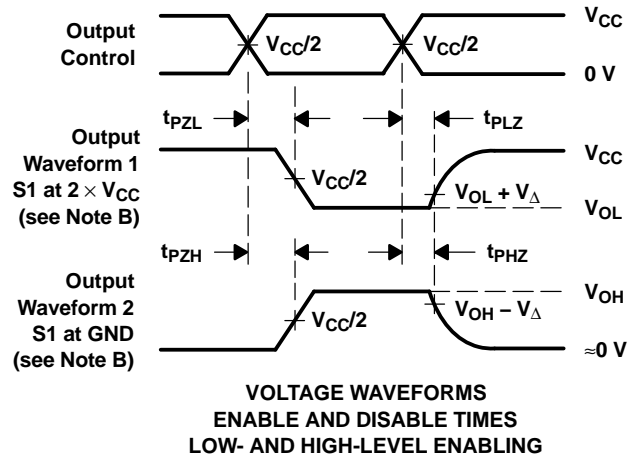 Output
Control
V_CC
V_CC/2
V_CC/2
0 V
t_PZL
t_PLZ
Output
Waveform 1
S1 at 2 × V_CC
(see Note B)
V_CC
V_CC/2
V_OL + V_Δ
V_OL
t_PZH
t_PHZ
Output
Waveform 2
S1 at GND
(see Note B)
V_OH
V_CC/2
V_OH − V_Δ
≈0 V
VOLTAGE WAVEFORMS
ENABLE AND DISABLE TIMES
LOW- AND HIGH-LEVEL ENABLING